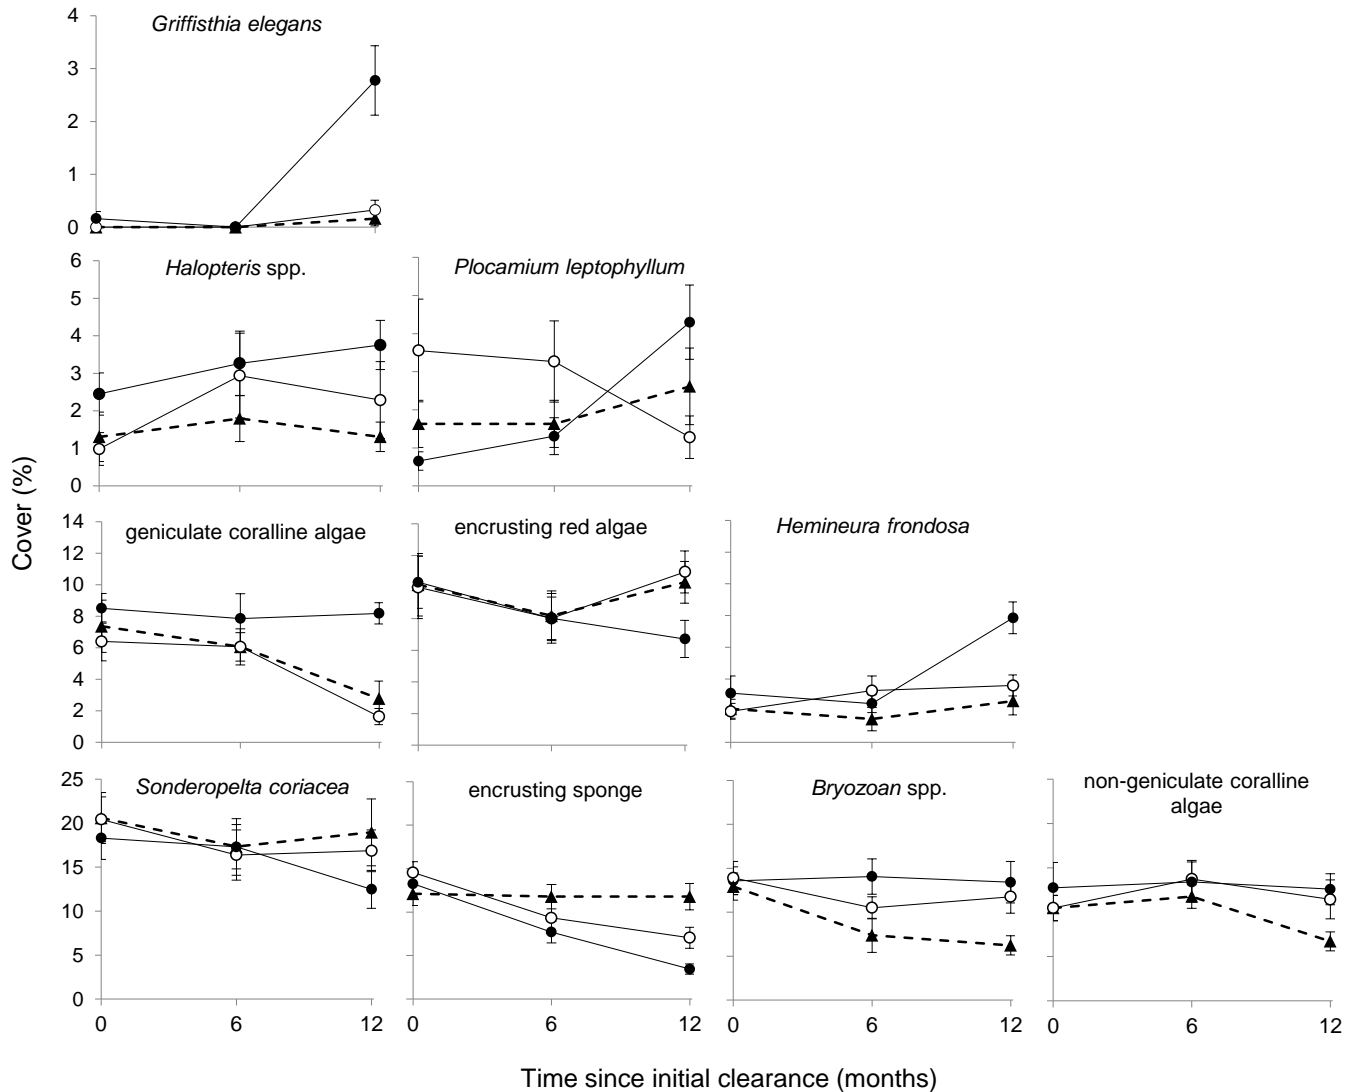 Griffisthia elegans
4
3
2
1
0
Halopteris spp.
Plocamium leptophyllum
6
5
4
3
2
1
0
geniculate coralline algae
encrusting red algae
Hemineura frondosa
14
12
10
8
6
4
2
0
Sonderopelta coriacea
encrusting sponge
Bryozoan spp.
non-geniculate coralline
algae
25
20
15
10
5
0
0 6 12
0 6 12
0 6 12
0 6 12
Cover (%)
Time since initial clearance (months)